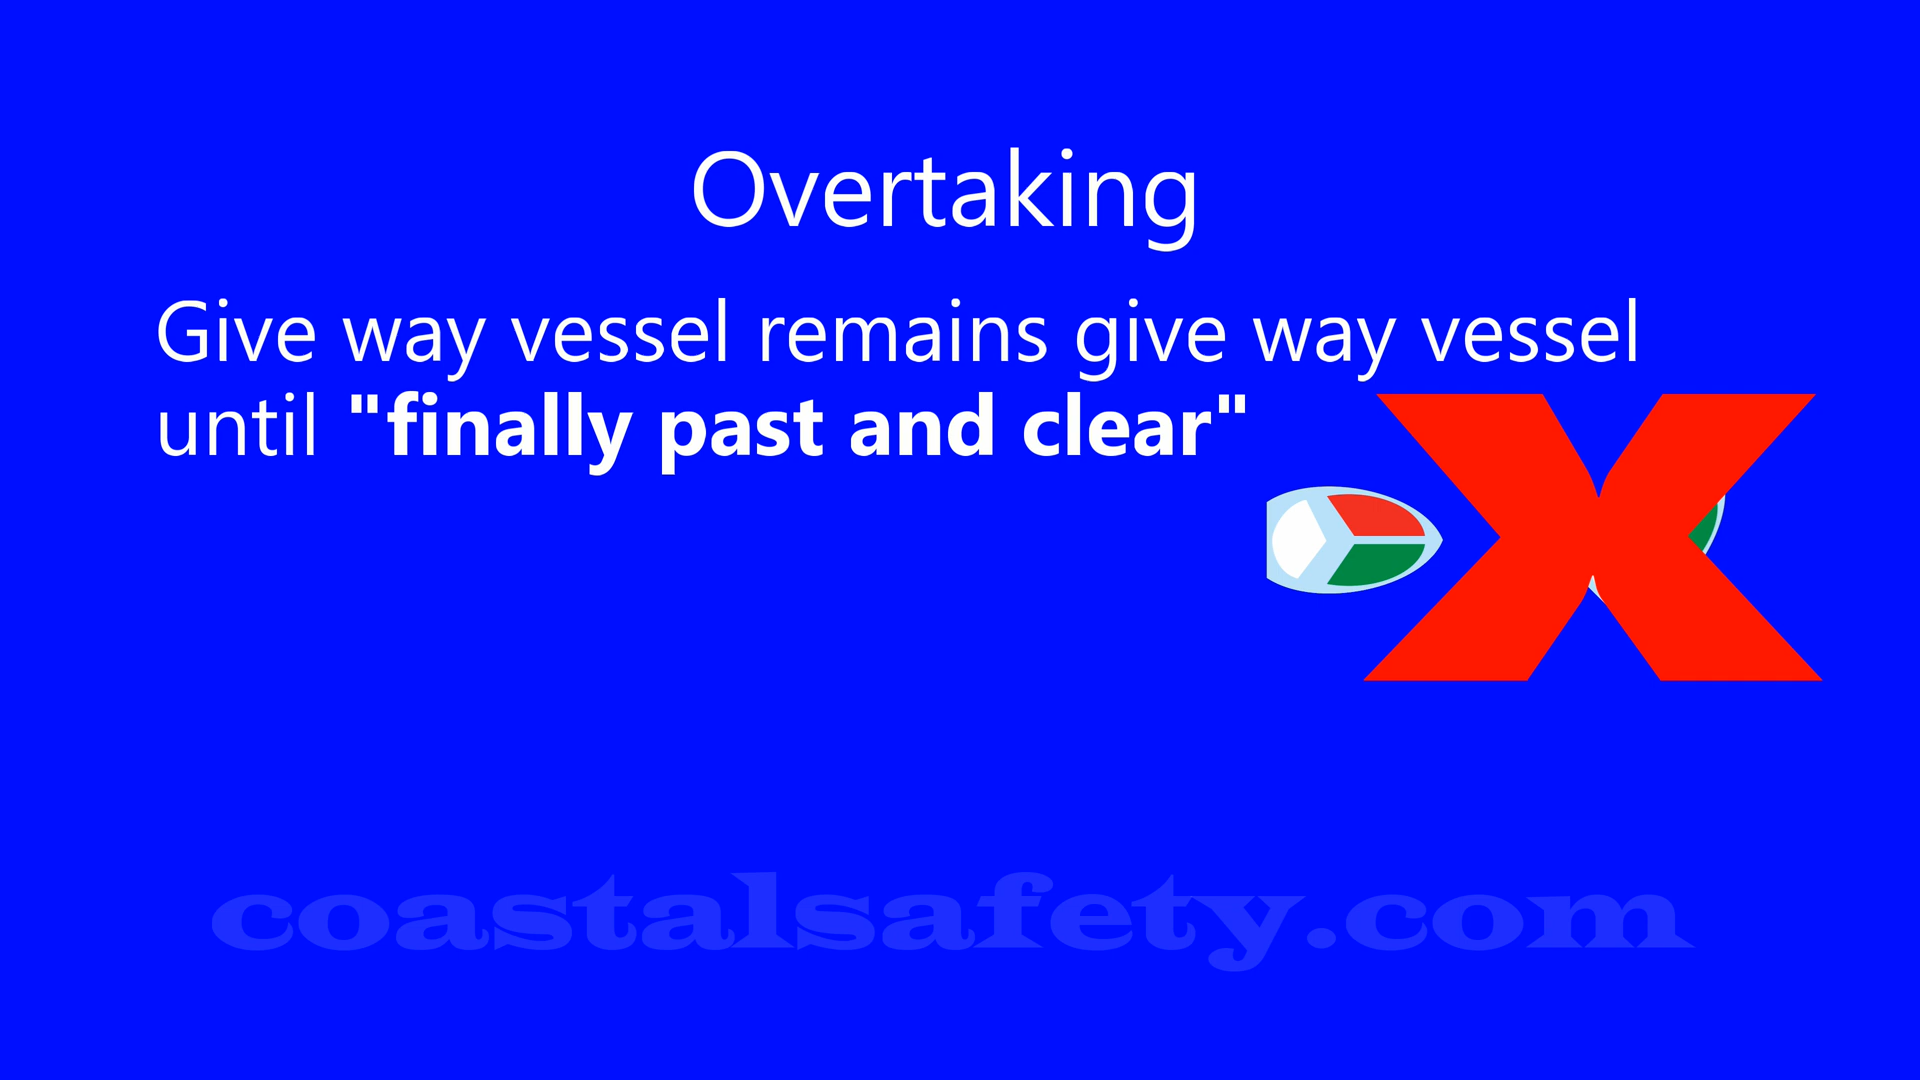 Overtaking
Give way vessel remains give way vessel
until "finally past and clear"
X
coastalsafety.com